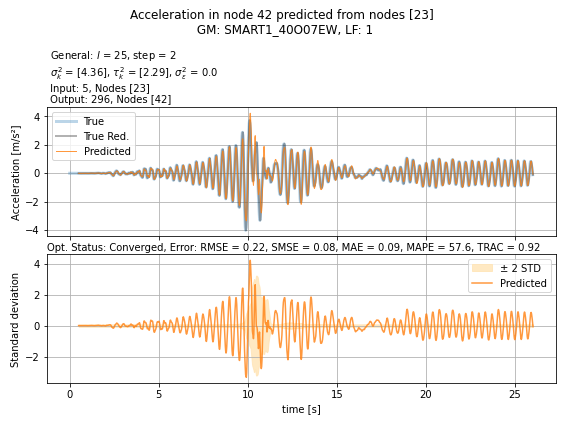 Acceleration in node 42 predicted from nodes [23]
GM: SMART1_40O07EW, LF: 1
General: l = 25, step = 2
σ²ₖ = [4.36], τ²ₖ = [2.29], σ²ε = 0.0
Input: 5, Nodes [23]
Output: 296, Nodes [42]
True
True Red.
Predicted
Acceleration [m/s²]
4
2
0
−2
−4
Opt. Status: Converged, Error: RMSE = 0.22, SMSE = 0.08, MAE = 0.09, MAPE = 57.6, TRAC = 0.92
± 2 STD
Predicted
Standard deviation
4
2
0
−2
0 5 10 15 20 25
time [s]